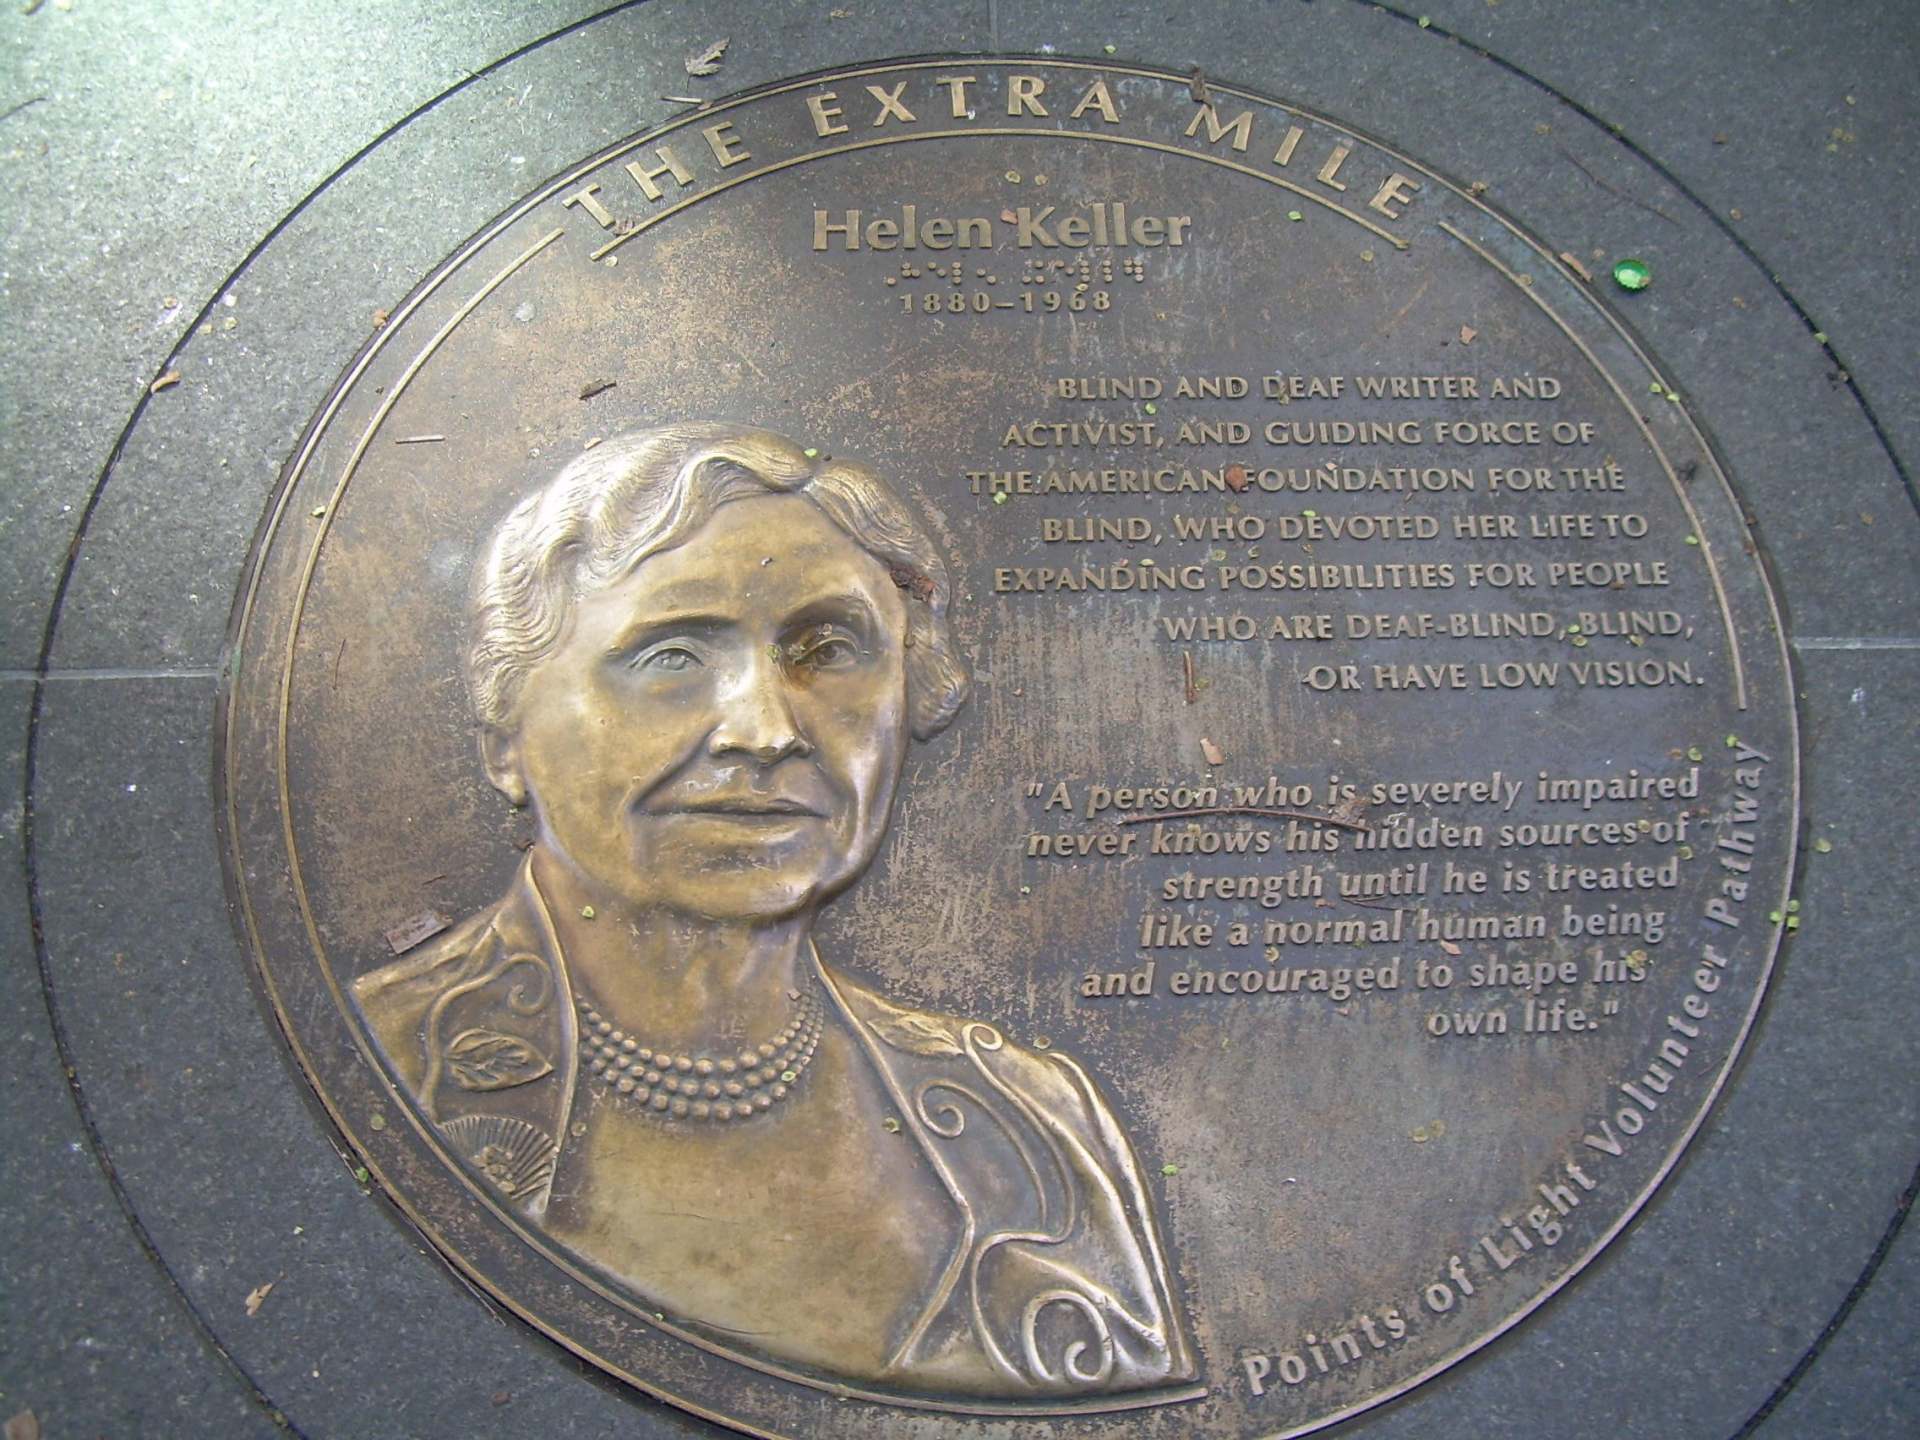 THE EXTRA MILE
Helen Keller
1880–1968
BLIND AND DEAF WRITER AND
ACTIVIST, AND GUIDING FORCE OF
THE AMERICAN FOUNDATION FOR THE
BLIND, WHO DEVOTED HER LIFE TO
EXPANDING POSSIBILITIES FOR PEOPLE
WHO ARE DEAF-BLIND, BLIND,
OR HAVE LOW VISION.
"A person who is severely impaired
never knows his hidden sources of
strength until he is treated
like a normal human being
and encouraged to shape his
own life."
Points of Light Volunteer Pathway